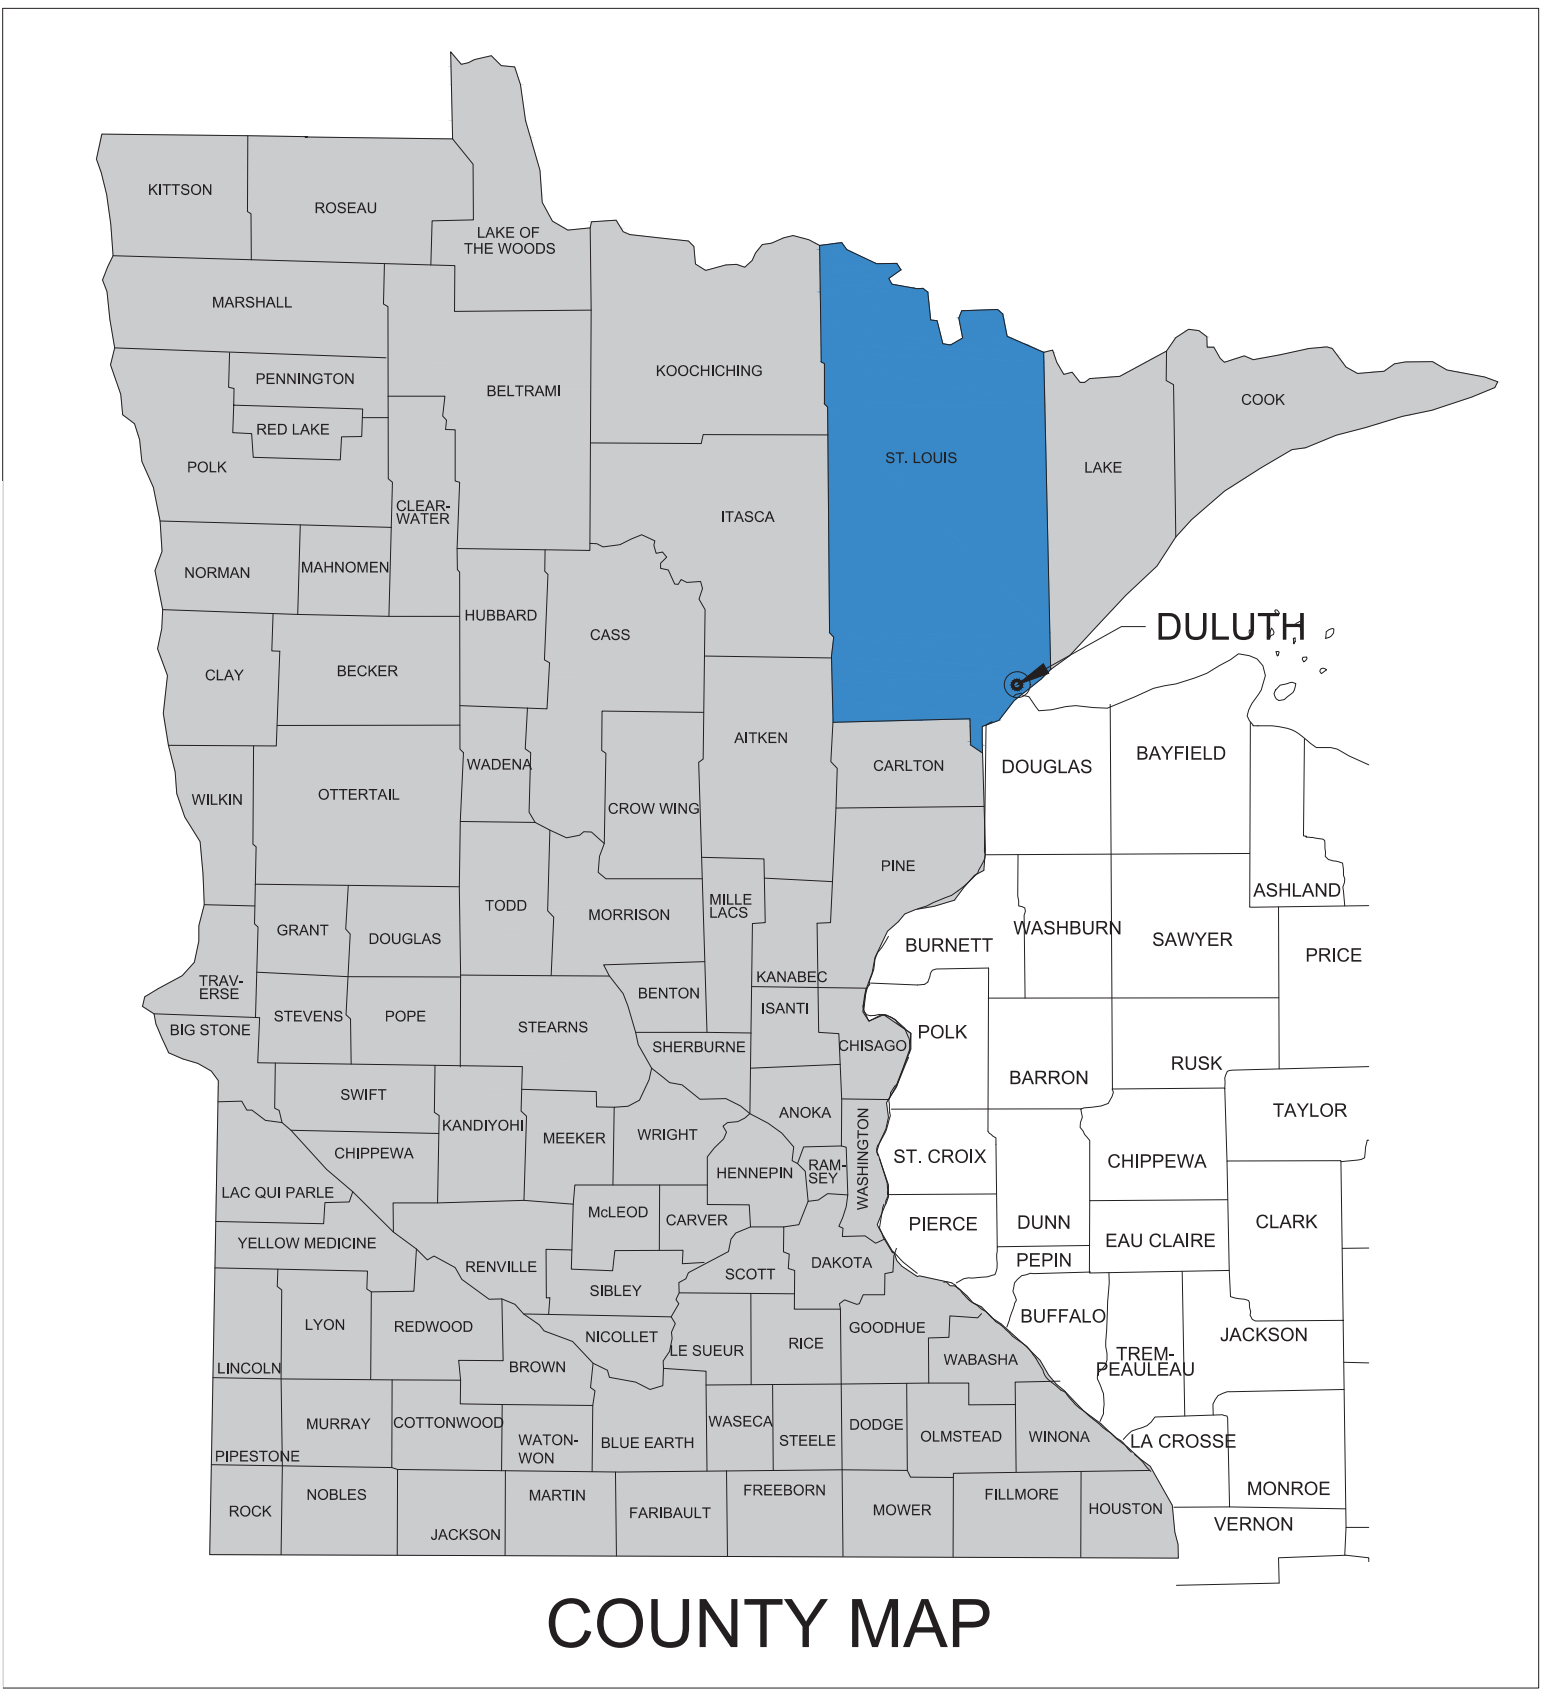 KITTSON
ROSEAU
LAKE OF
THE WOODS
MARSHALL
KOOCHICHING
PENNINGTON
BELTRAMI
COOK
RED LAKE
POLK
ST. LOUIS
LAKE
CLEAR-
WATER
ITASCA
NORMAN
MAHNOMEN
HUBBARD
CASS
DULUTH
CLAY
BECKER
AITKEN
WADENA
CARLTON
DOUGLAS
BAYFIELD
WILKIN
OTTERTAIL
CROW WING
PINE
ASHLAND
TODD
MILLE
LACS
MORRISON
GRANT
DOUGLAS
BURNETT
WASHBURN
SAWYER
PRICE
TRAV-
ERSE
KANABEC
BENTON
ISANTI
STEVENS
POPE
STEARNS
BIG STONE
SHERBURNE
CHISAGO
POLK
BARRON
RUSK
SWIFT
KANDIYOHI
MEEKER
WRIGHT
ANOKA
WASHINGTON
TAYLOR
CHIPPEWA
HENNEPIN
RAM-
SEY
ST. CROIX
CHIPPEWA
LAC QUI PARLE
McLEOD
CARVER
PIERCE
DUNN
CLARK
YELLOW MEDICINE
RENVILLE
SIBLEY
SCOTT
DAKOTA
PEPIN
EAU CLAIRE
LYON
REDWOOD
NICOLLET
LE SUEUR
RICE
GOODHUE
BUFFALO
JACKSON
LINCOLN
BROWN
WABASHA
TREM-
PEAULEAU
MURRAY
COTTONWOOD
WATON-
WON
BLUE EARTH
WASECA
STEELE
DODGE
OLMSTEAD
WINONA
LA CROSSE
PIPESTONE
MONROE
ROCK
NOBLES
JACKSON
MARTIN
FARIBAULT
FREEBORN
MOWER
FILLMORE
HOUSTON
VERNON
COUNTY MAP